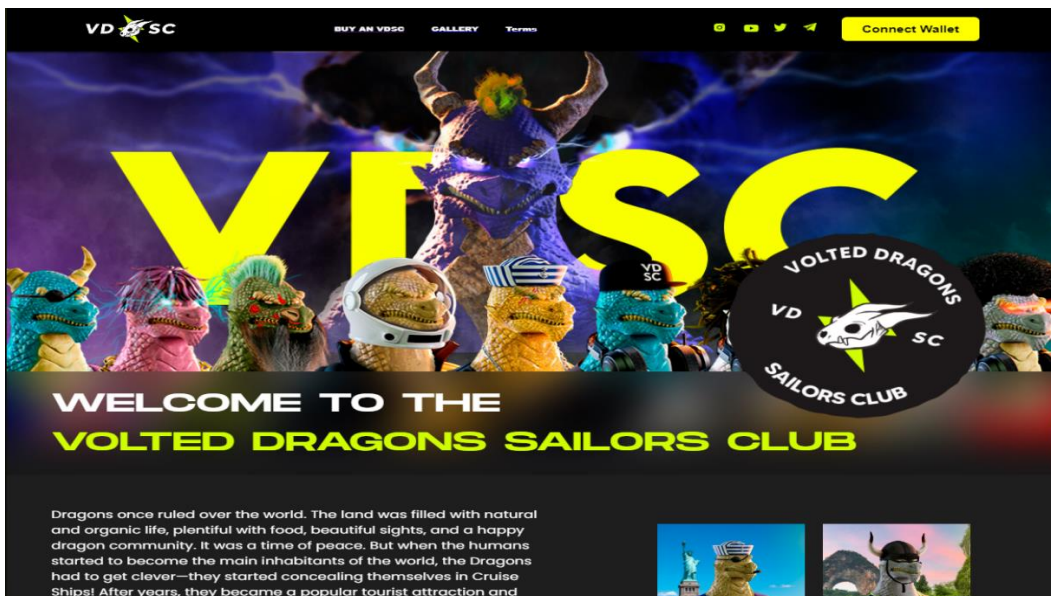 VD SC
BUY AN VDSC GALLERY Terms
Connect Wallet
VDSC
VD
SC
VOLTED DRAGONS
VD SC
SAILORS CLUB
WELCOME TO THE
VOLTED DRAGONS SAILORS CLUB
Dragons once ruled over the world. The land was filled with natural
and organic life, plentiful with food, beautiful sights, and a happy
dragon community. It was a time of peace. But when the humans
started to become the main inhabitants of the world, the Dragons
had to get clever—they started concealing themselves in Cruise
Ships! After years, they became a popular tourist attraction and